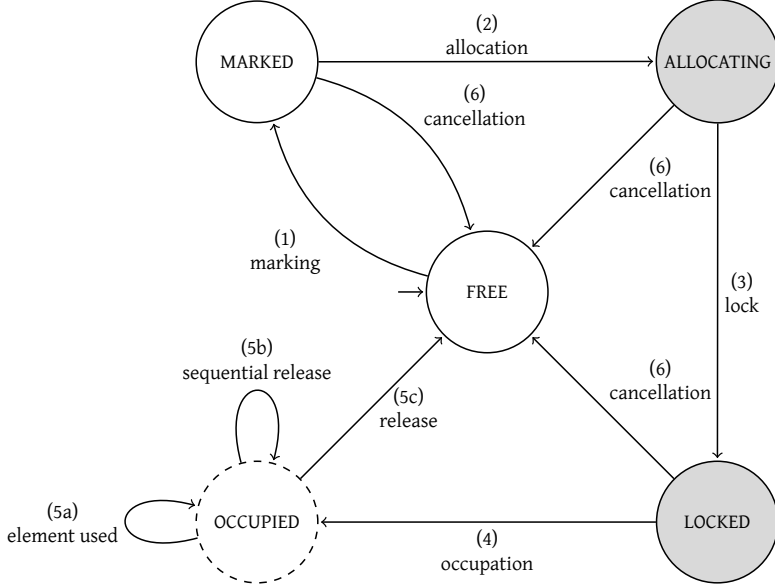 (2)
allocation
MARKED
ALLOCATING
(6)
cancellation
(6)
cancellation
(1)
marking
FREE
(3)
lock
(5b)
sequential release
(5c)
release
(6)
cancellation
(5a)
element used
OCCUPIED
LOCKED
(4)
occupation